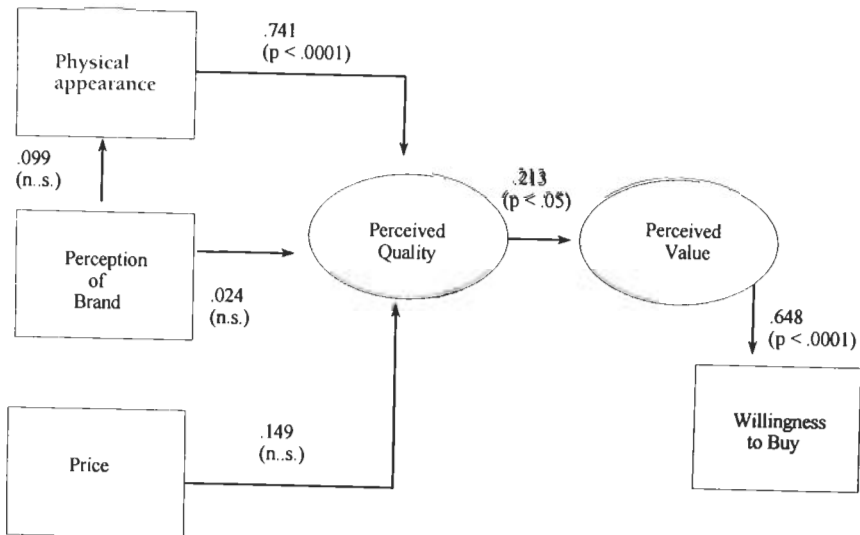 .741
(p < .0001)
Physical
appearance
.099
(n..s.)
.213
(p < .05)
Perceived
Quality
Perceived
Value
Perception
of
Brand
.024
(n.s.)
.648
(p < .0001)
.149
(n..s.)
Price
Willingness
to Buy